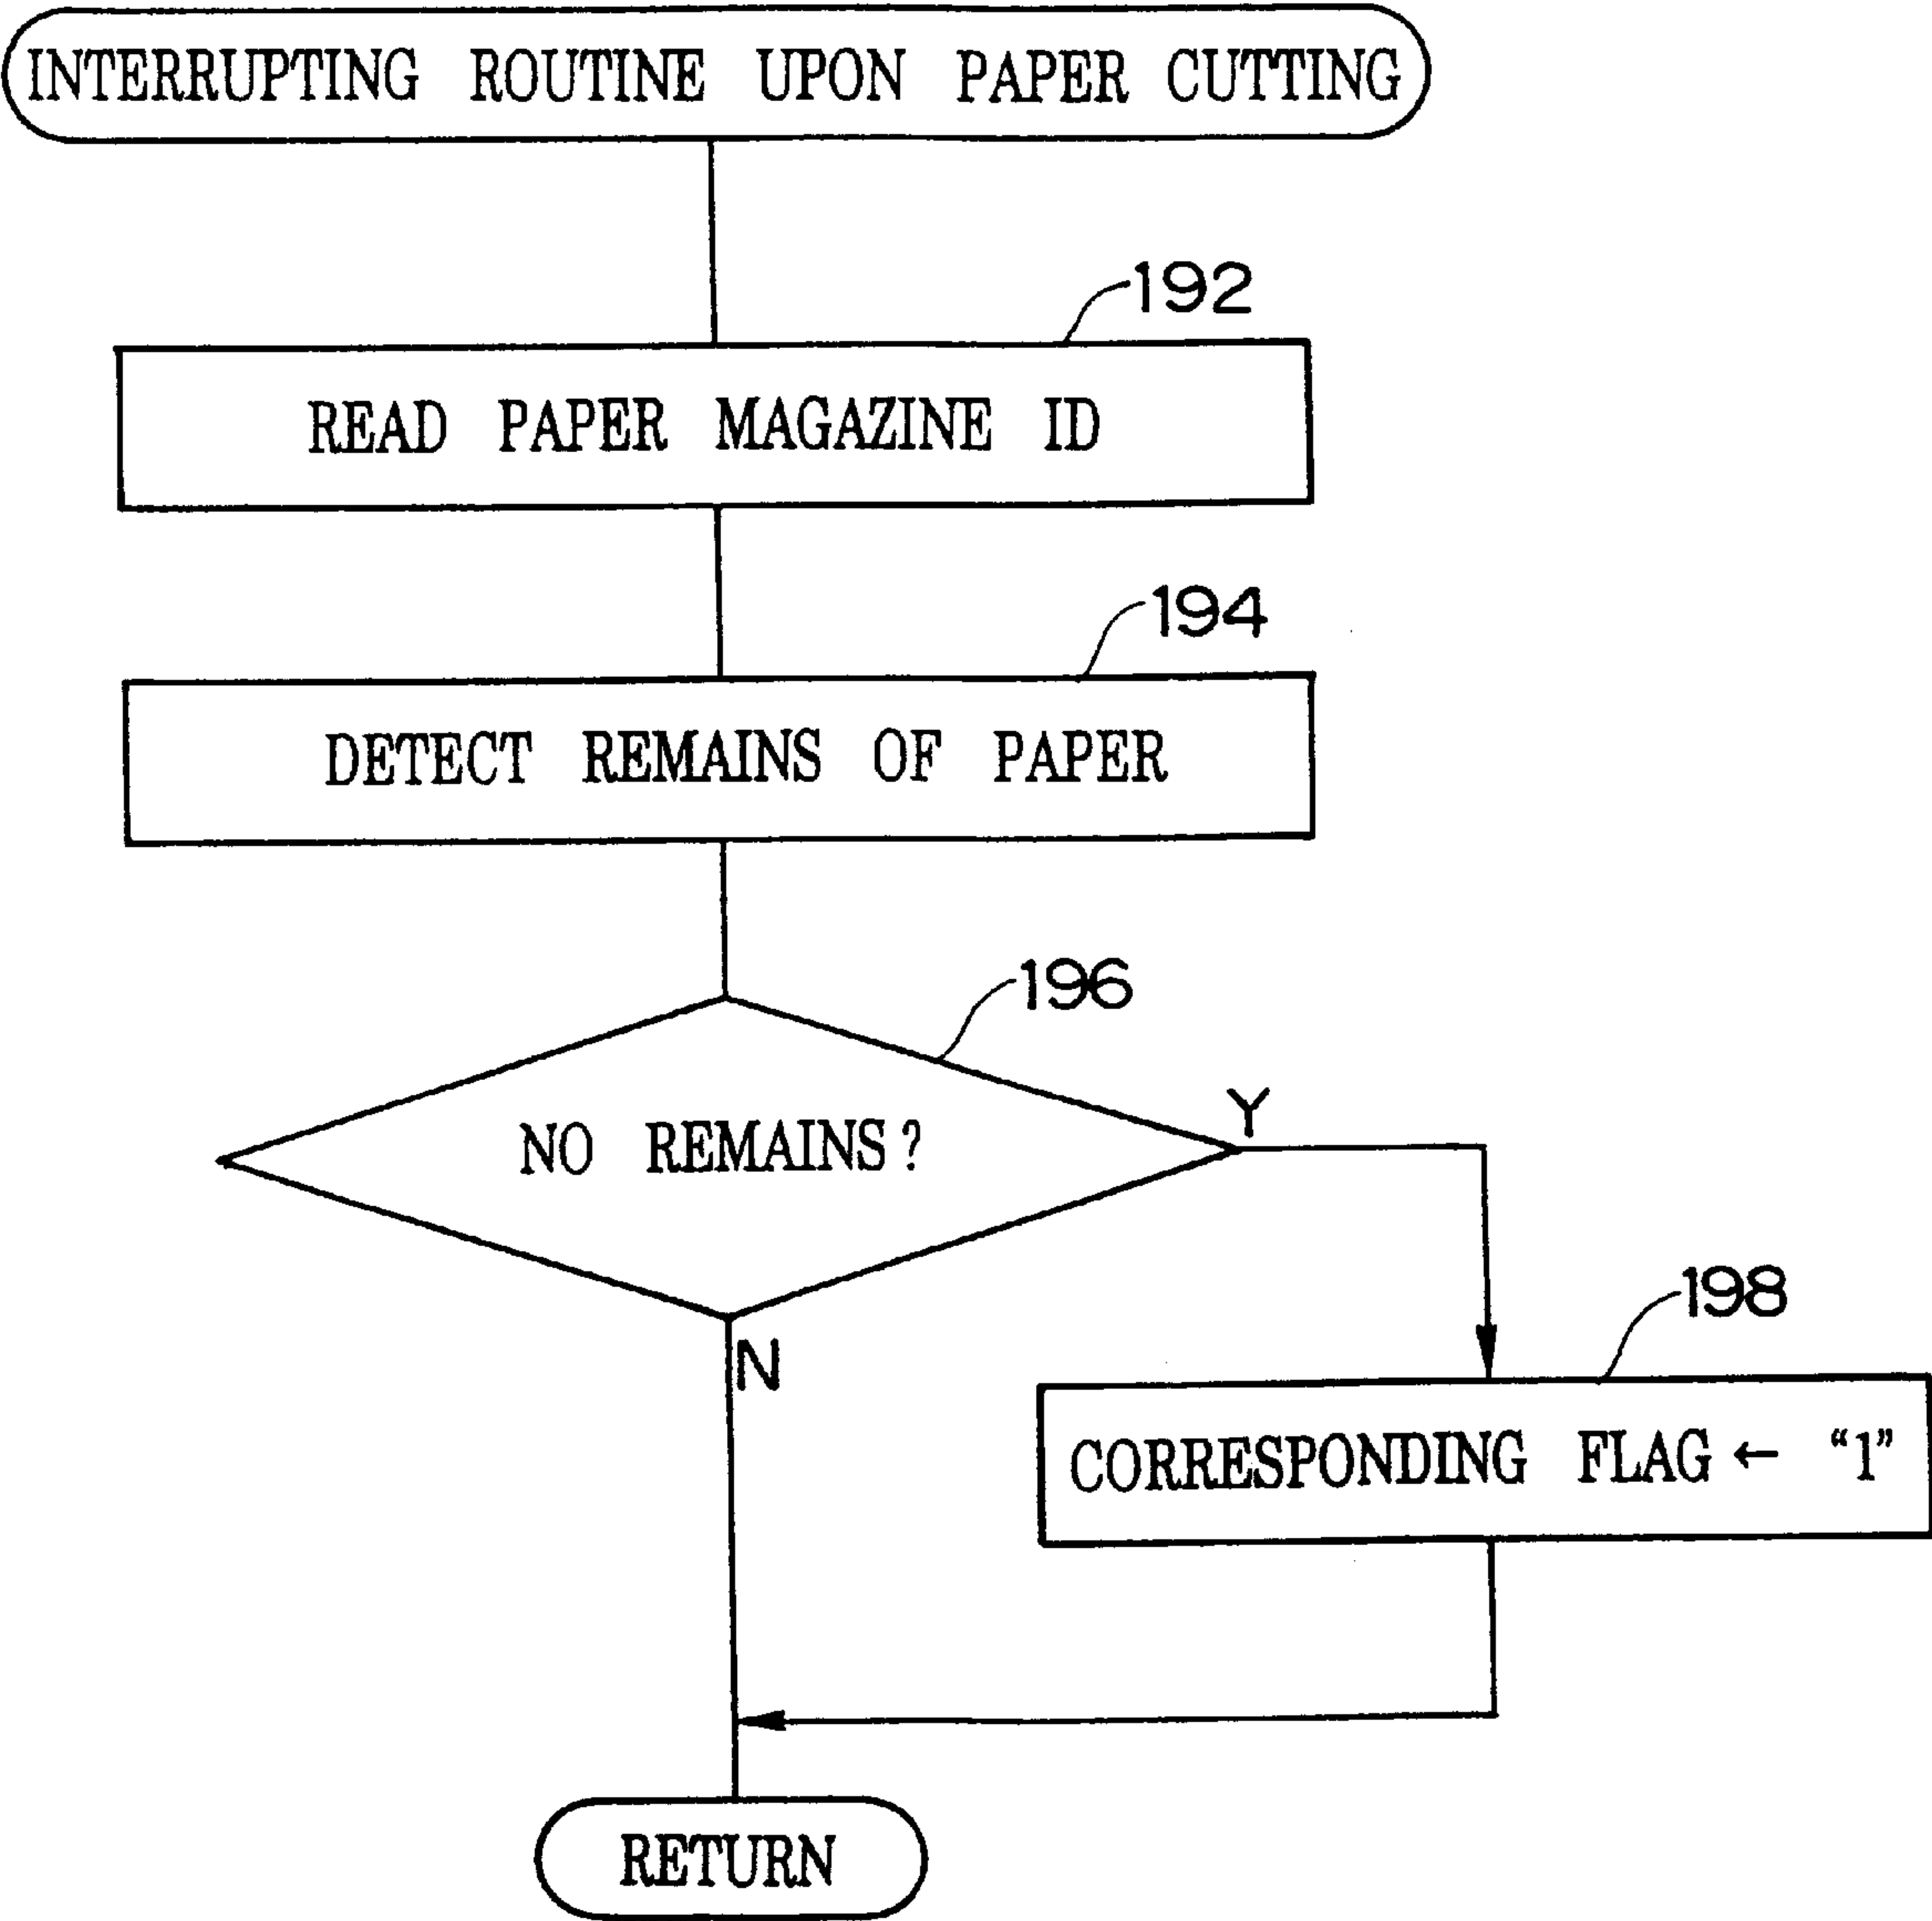 INTERRUPTING ROUTINE UPON PAPER CUTTING
192
READ PAPER MAGAZINE ID
194
DETECT REMAINS OF PAPER
196
NO REMAINS?
Y
N
198
CORRESPONDING FLAG ← “1”
RETURN